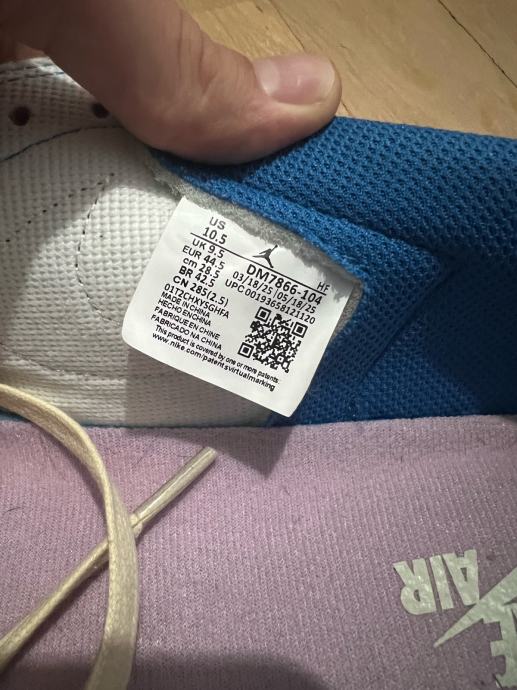 US
10.5
UK 9.5
EUR 44.5
cm 28.5
BR 42.5
CN 285(2.5)
01TZCHKYSGHFA
MADE IN CHINA
HECHO EN CHINA
FABRIQUE EN CHINE
FABRICADO NA CHINA
This product is covered by one or more patents
www.nike.com/patentsvirtualmarking
HF
DM7866-104
03/18/25 05/18/25
UPC 00193658121120
AIR